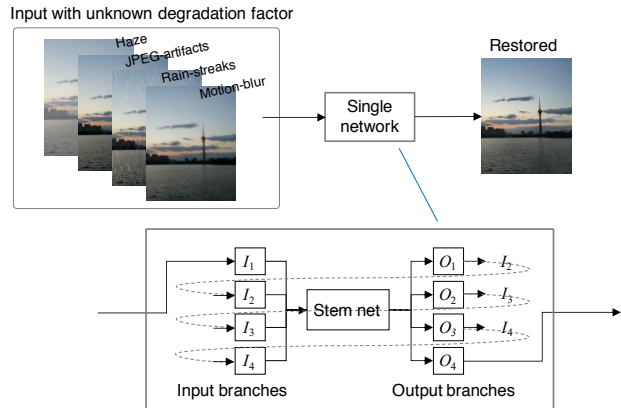 Input with unknown degradation factor
Haze
JPEG-artifacts
Rain-streaks
Motion-blur
Single
network
Restored
I1
I2
I3
I4
Stem net
O1
O2
O3
O4
I2
I3
I4
Input branches
Output branches